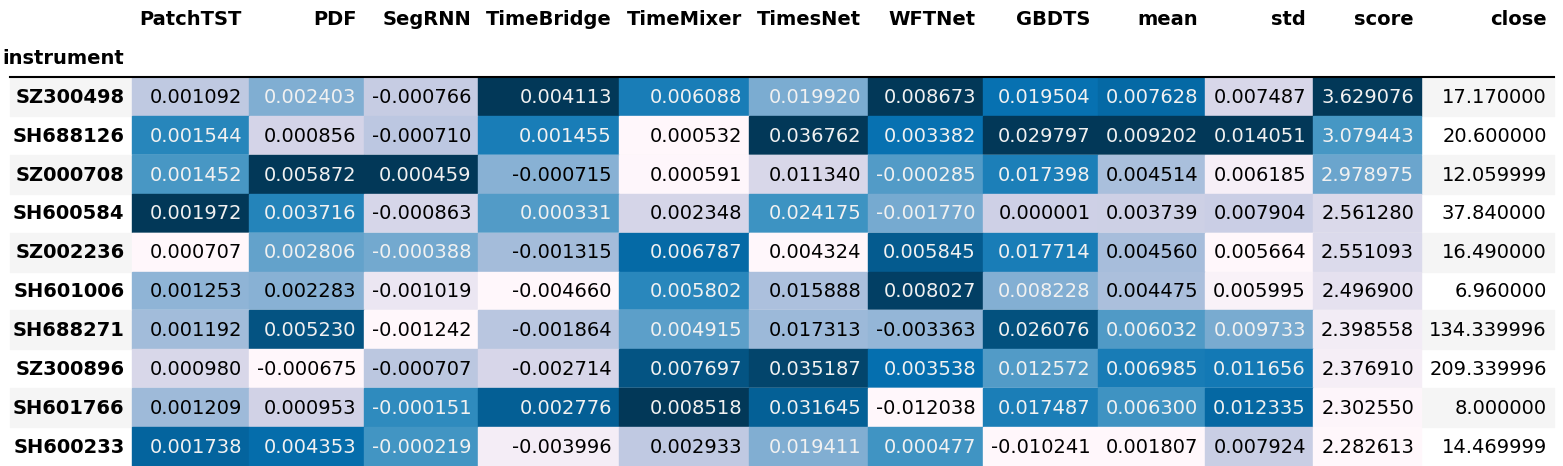 PatchTST PDF SegRNN TimeBridge TimeMixer TimesNet WFTNet GBDTS mean std score close
instrument
SZ300498 0.001092 0.002403 -0.000766 0.004113 0.006088 0.019920 0.008673 0.019504 0.007628 0.007487 3.629076 17.170000
SH688126 0.001544 0.000856 -0.000710 0.001455 0.000532 0.036762 0.003382 0.029797 0.009202 0.014051 3.079443 20.600000
SZ000708 0.001452 0.005872 0.000459 -0.000715 0.000591 0.011340 -0.000285 0.017398 0.004514 0.006185 2.978975 12.059999
SH600584 0.001972 0.003716 -0.000863 0.000331 0.002348 0.024175 -0.001770 0.000001 0.003739 0.007904 2.561280 37.840000
SZ002236 0.000707 0.002806 -0.000388 -0.001315 0.006787 0.004324 0.005845 0.017714 0.004560 0.005664 2.551093 16.490000
SH601006 0.001253 0.002283 -0.001019 -0.004660 0.005802 0.015888 0.008027 0.008228 0.004475 0.005995 2.496900 6.960000
SH688271 0.001192 0.005230 -0.001242 -0.001864 0.004915 0.017313 -0.003363 0.026076 0.006032 0.009733 2.398558 134.339996
SZ300896 0.000980 -0.000675 -0.000707 -0.002714 0.007697 0.035187 0.003538 0.012572 0.006985 0.011656 2.376910 209.339996
SH601766 0.001209 0.000953 -0.000151 0.002776 0.008518 0.031645 -0.012038 0.017487 0.006300 0.012335 2.302550 8.000000
SH600233 0.001738 0.004353 -0.000219 -0.003996 0.002933 0.019411 0.000477 -0.010241 0.001807 0.007924 2.282613 14.469999